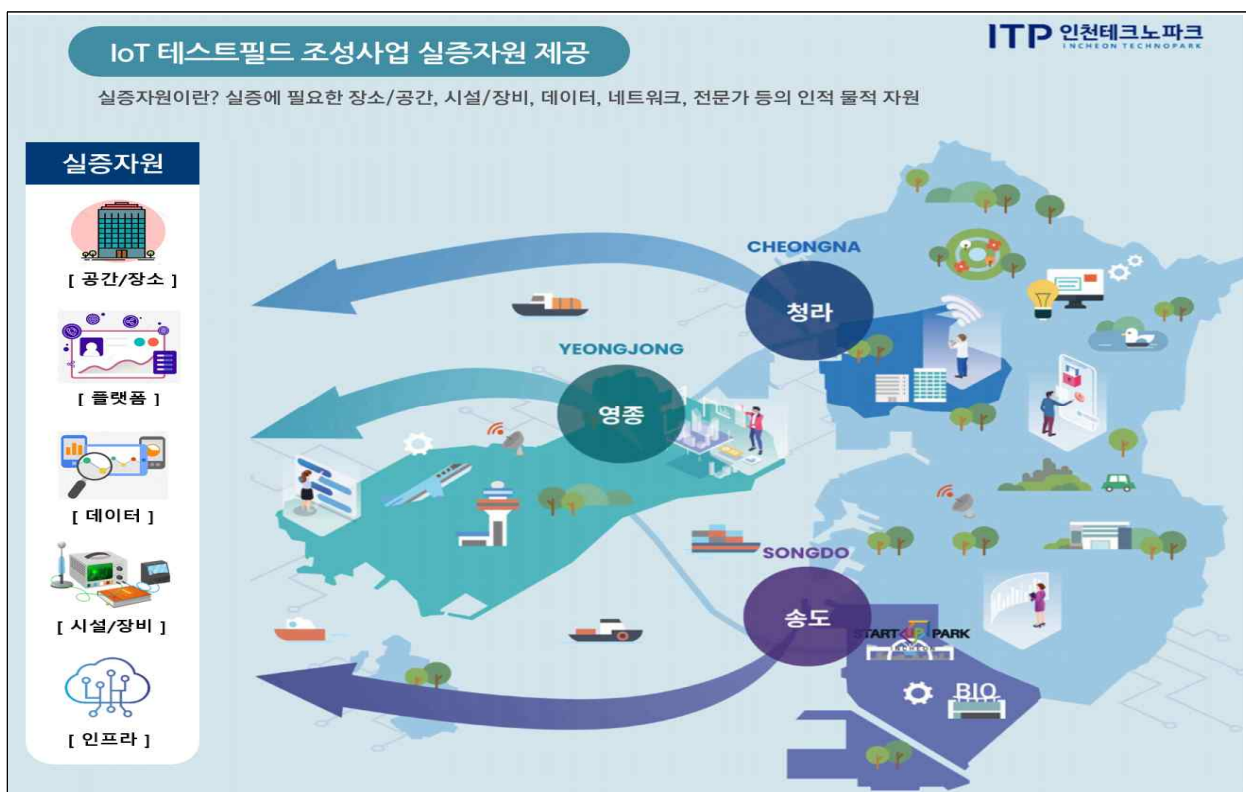 IoT 테스트필드 조성사업 실증자원 제공
ITP 인천테크노파크
INCHEON TECHNOPARK
실증자원이란? 실증에 필요한 장소/공간, 시설/장비, 데이터, 네트워크, 전문가 등의 인적 물적 자원
실증자원
[ 공간/장소 ]
[ 플랫폼 ]
[ 데이터 ]
[ 시설/장비 ]
[ 인프라 ]
CHEONGNA
청라
YEONGJONG
영종
SONGDO
송도
START UP PARK
INCHEON
BIO